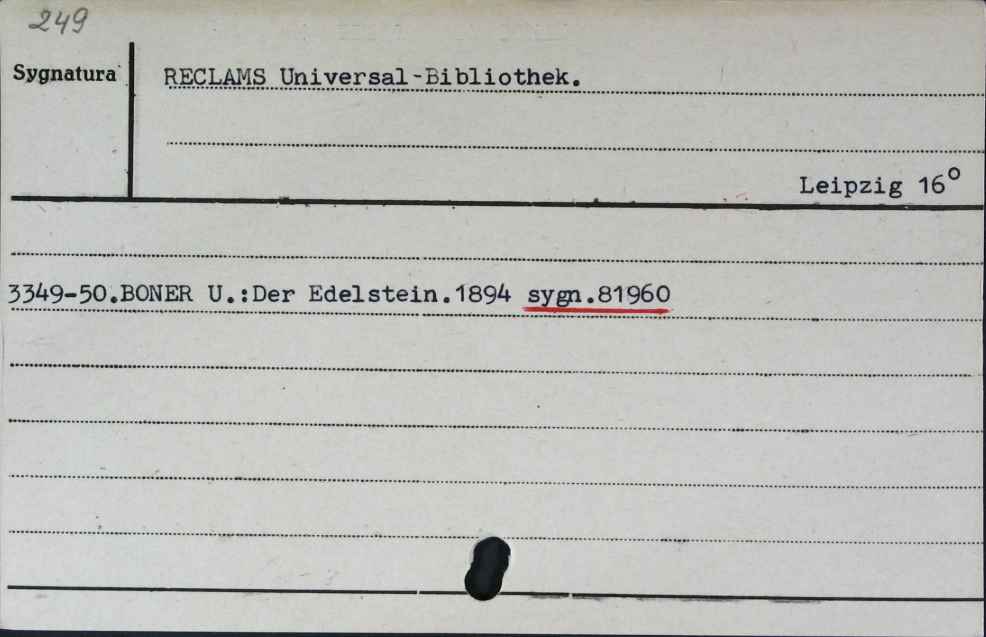 249
Sygnatura RECLAMS Universal-Bibliothek.
Leipzig 16°
3349-50.BONER U.:Der Edelstein.1894 sygn.81960